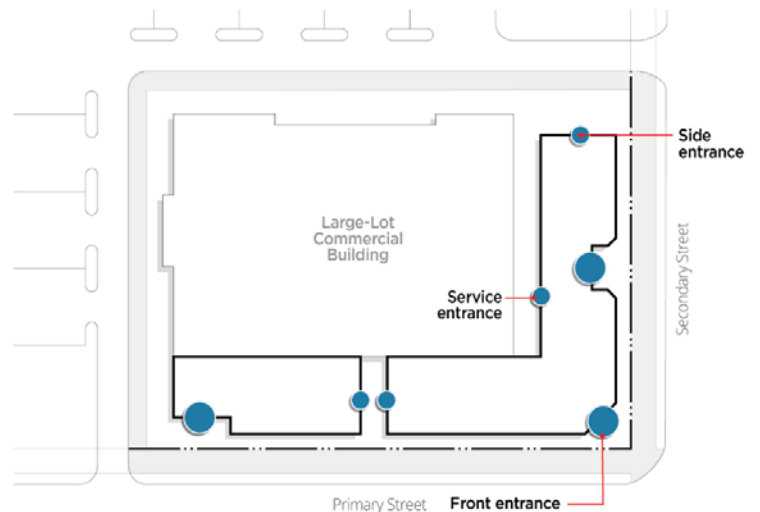 Side
entrance
Large-Lot
Commercial
Building
Secondary Street
Service
entrance
Primary Street
Front entrance